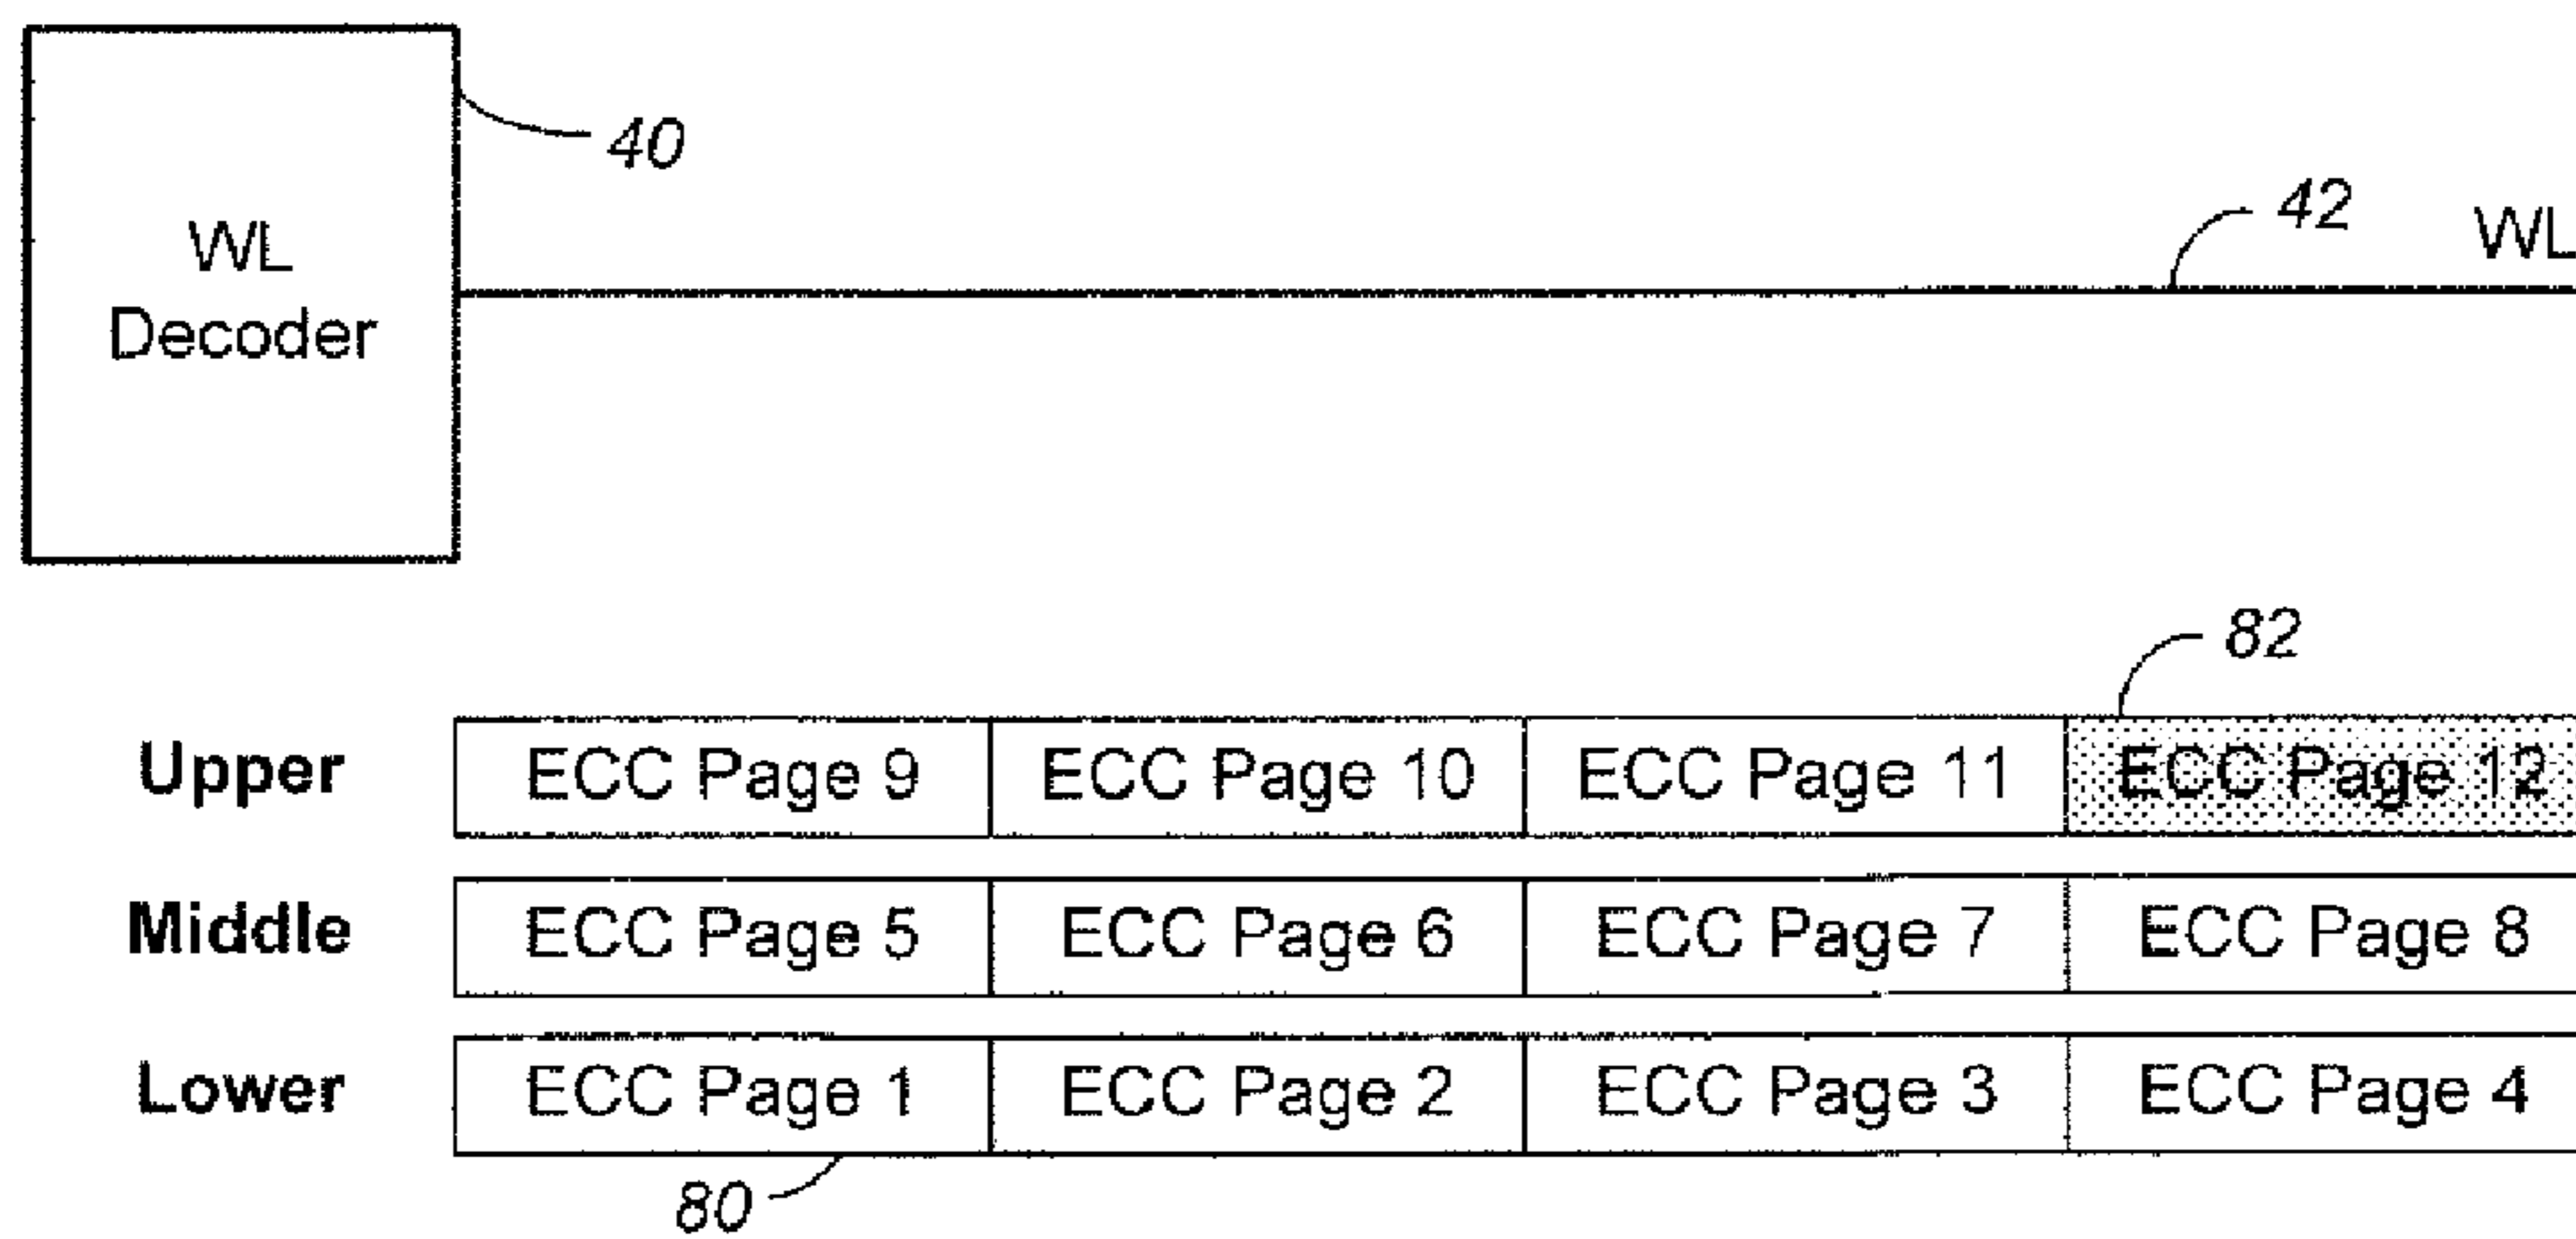 40
42
WL
WL
Decoder
82
Upper ECC Page 9 ECC Page 10 ECC Page 11 ECC Page 12
Middle ECC Page 5 ECC Page 6 ECC Page 7 ECC Page 8
Lower ECC Page 1 ECC Page 2 ECC Page 3 ECC Page 4
80